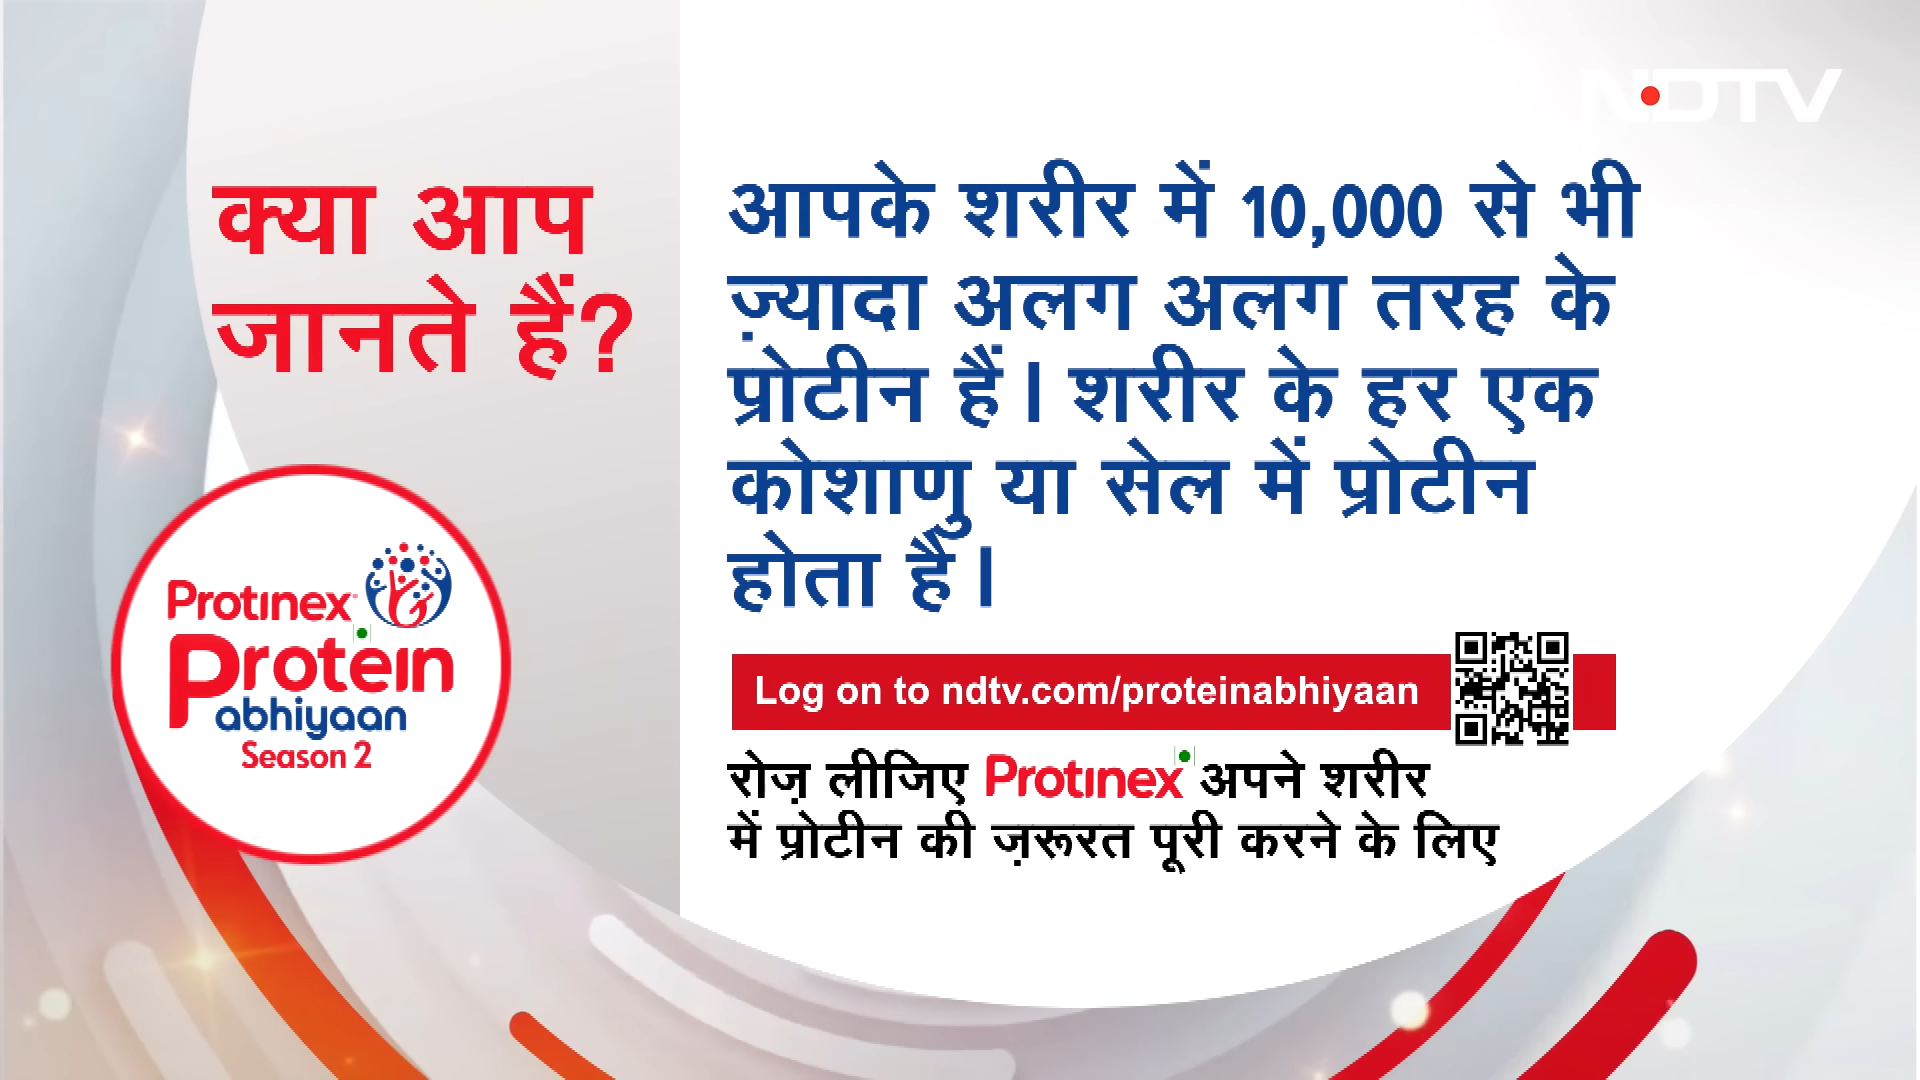 NDTV
क्या आप
जानते हैं?
आपके शरीर में 10,000 से भी
ज़्यादा अलग अलग तरह के
प्रोटीन हैं। शरीर के हर एक
कोशाणु या सेल में प्रोटीन
होता है।
Protinex
Protein
abhiyaan
Season 2
Log on to ndtv.com/proteinabhiyaan
रोज़ लीजिए Protinex अपने शरीर
में प्रोटीन की ज़रूरत पूरी करने के लिए